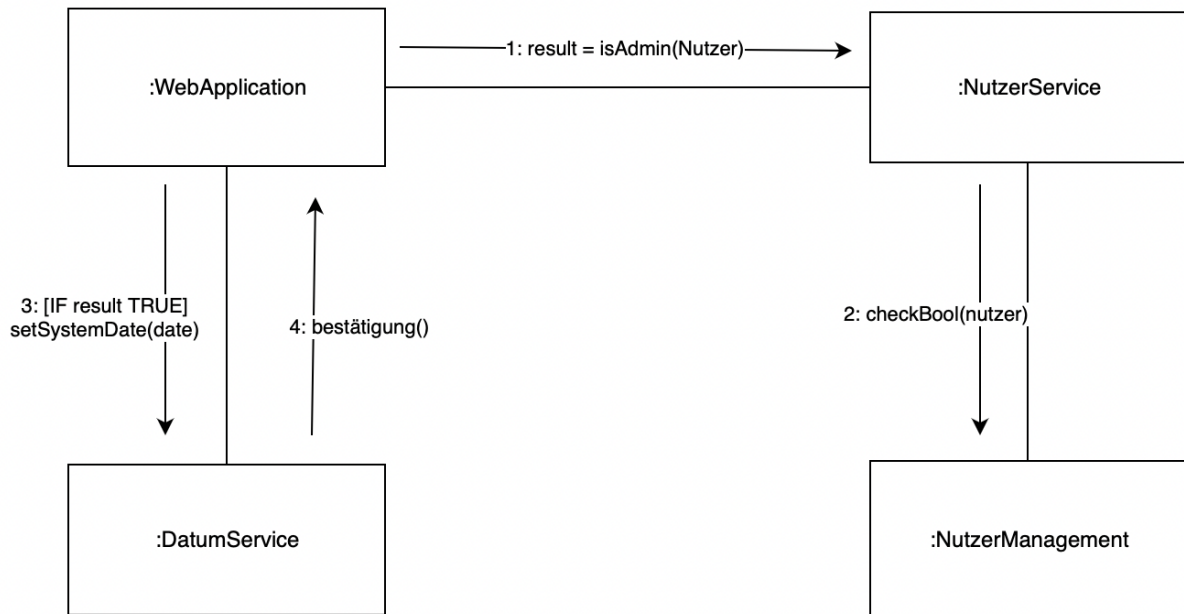 1: result = isAdmin(Nutzer)
:WebApplication
:NutzerService
3: [IF result TRUE]
setSystemDate(date)
4: bestätigung()
2: checkBool(nutzer)
:DatumService
:NutzerManagement